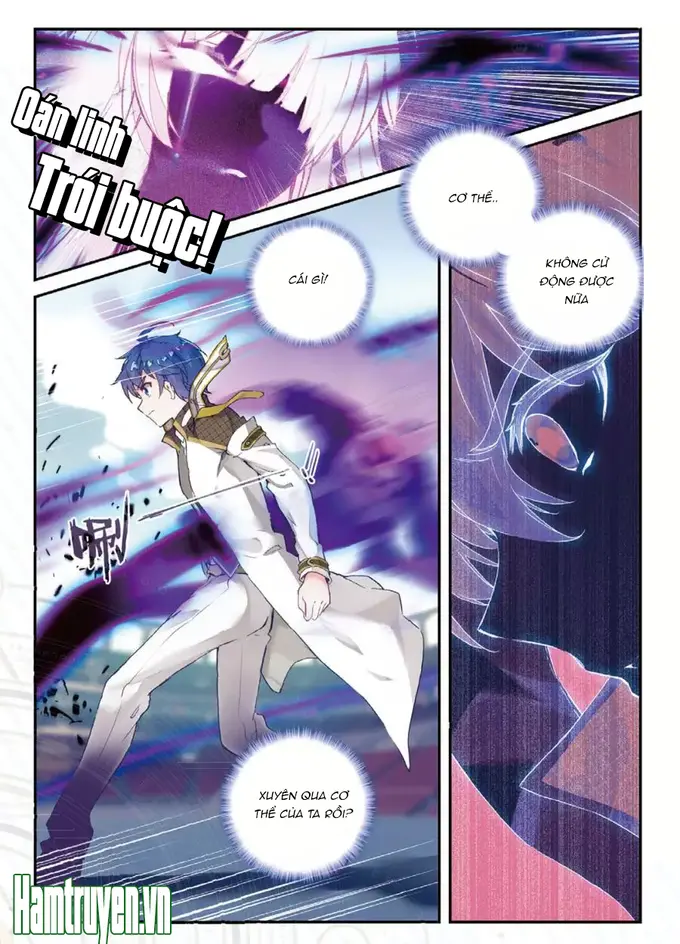 Oán linh
Trói buộc!
CÁI GÌ!
CƠ THỂ..
KHÔNG CỬ
ĐỘNG ĐƯỢC
NỮA
XUYÊN QUA CƠ
THỂ CỦA TA RỒI?
Hamtruyen.vn